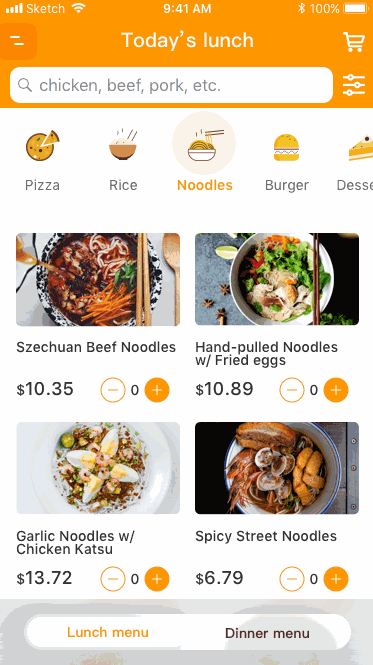 Sketch 9:41 AM 100%
Today's lunch
chicken, beef, pork, etc.
Pizza Rice Noodles Burger Desse
Szechuan Beef Noodles
$10.35 0
Hand-pulled Noodles
w/ Fried eggs
$10.89 0
Garlic Noodles w/
Chicken Katsu
$13.72 0
Spicy Street Noodles
$6.79 0
Lunch menu Dinner menu